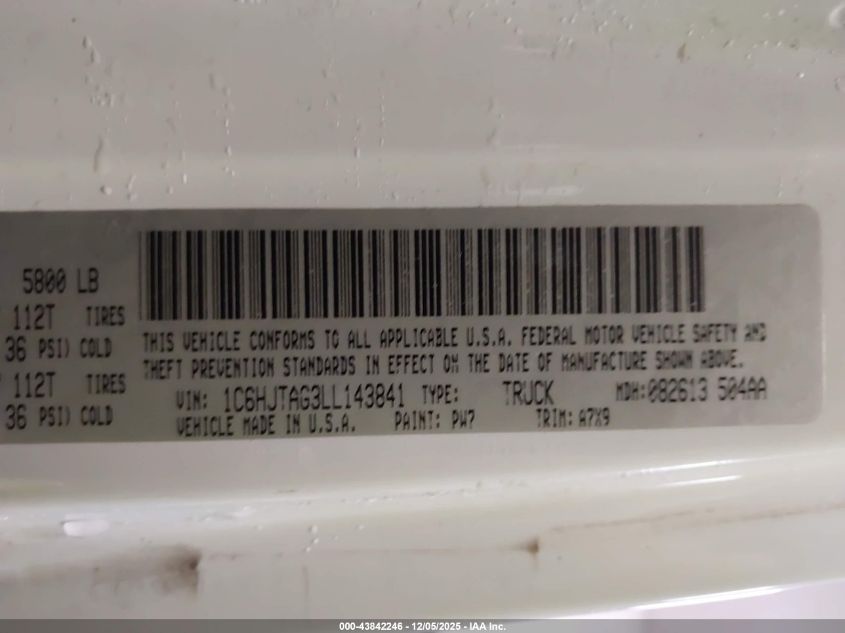 5800 LB
112T TIRES
36 PSI) COLD
112T TIRES
36 PSI) COLD
THIS VEHICLE CONFORMS TO ALL APPLICABLE U.S.A. FEDERAL MOTOR VEHICLE SAFETY AND
THEFT PREVENTION STANDARDS IN EFFECT ON THE DATE OF MANUFACTURE SHOWN ABOVE.
VIN: 1C6HJTAG3LL143841 TYPE: TRUCK MDH:082613 504AA
VEHICLE MADE IN U.S.A. PAINT: PW7 TRIM: A7X9
000-43842246 - 12/05/2025 - IAA Inc.